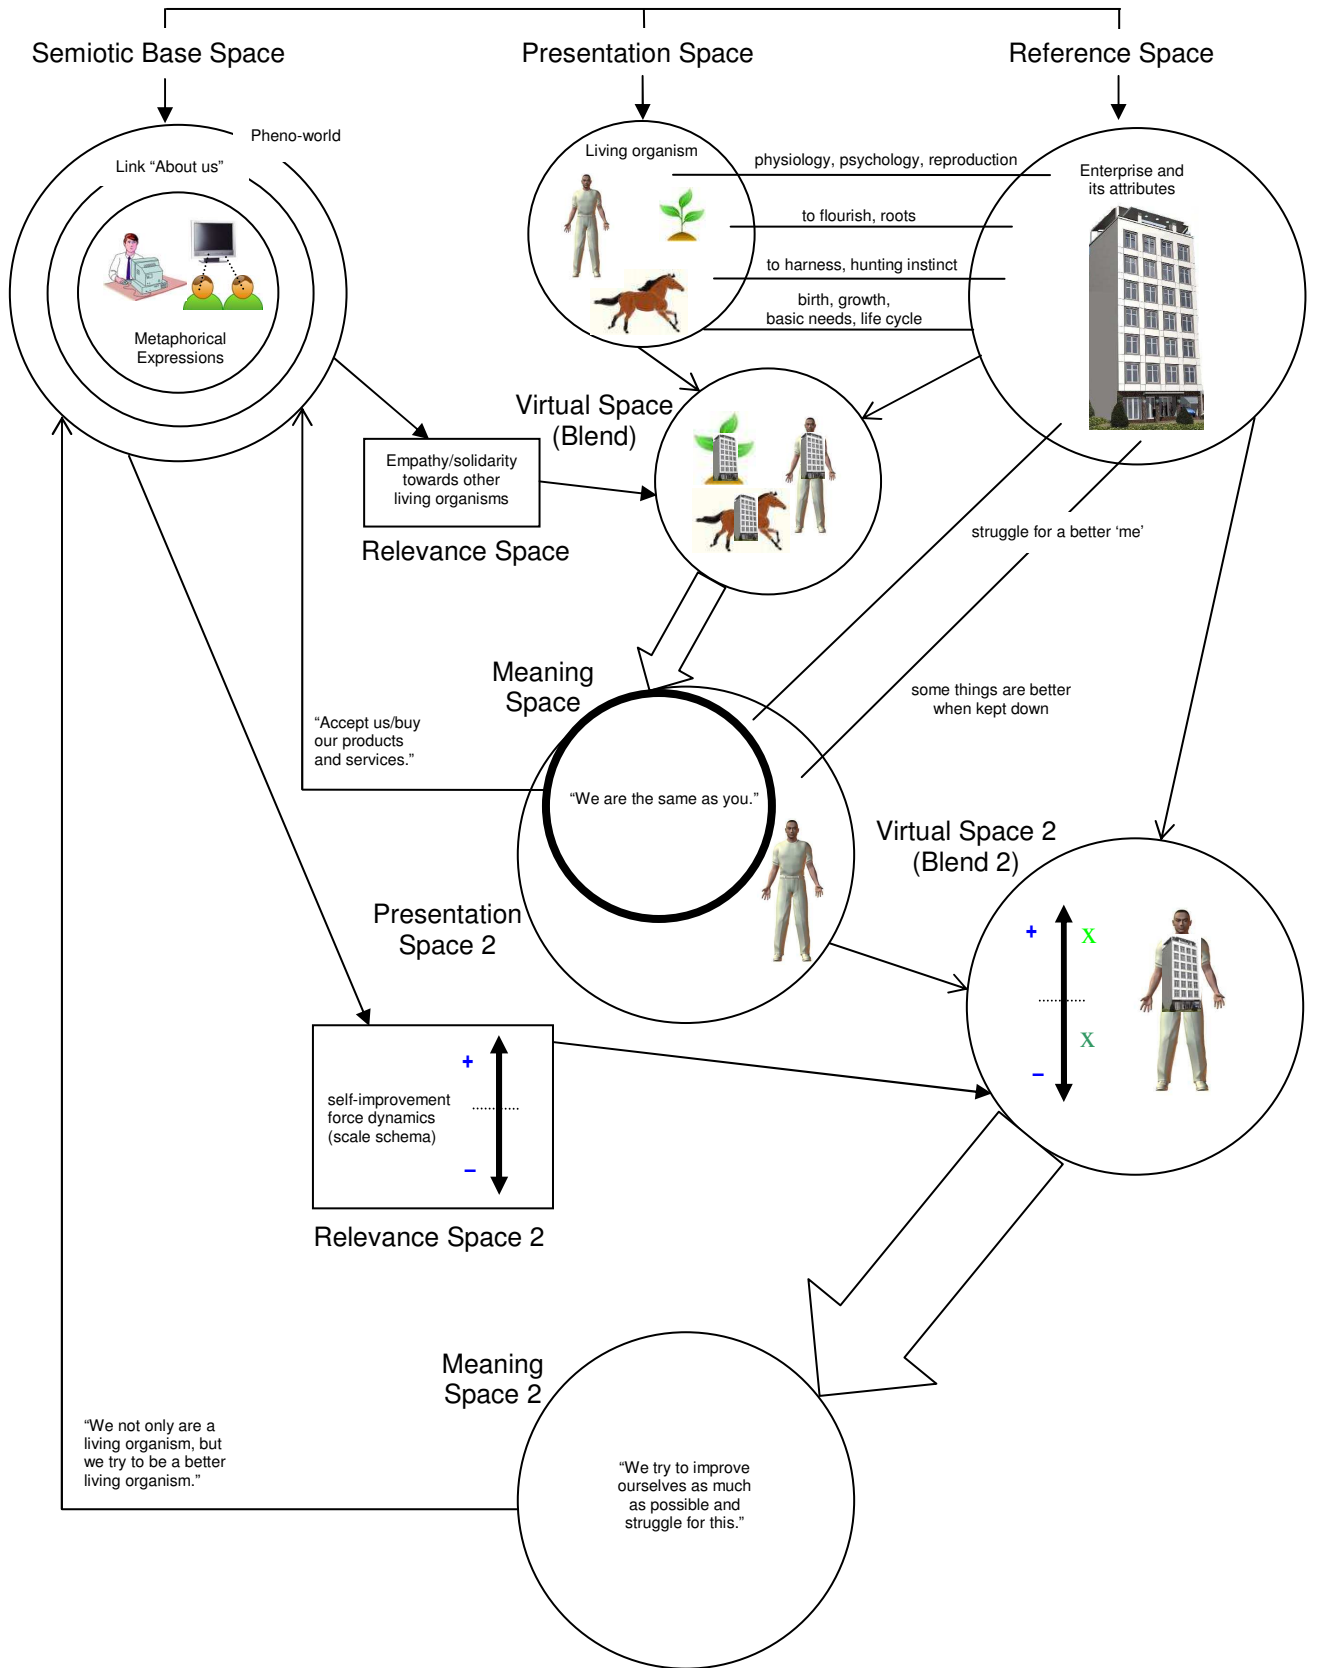 Semiotic Base Space
Presentation Space
Reference Space
Pheno-world
Link “About us”
Metaphorical
Expressions
Living organism
physiology, psychology, reproduction
to flourish, roots
to harness, hunting instinct
birth, growth,
basic needs, life cycle
Enterprise and
its attributes
Virtual Space
(Blend)
Empathy/solidarity
towards other
living organisms
Relevance Space
struggle for a better ‘me’
some things are better
when kept down
Meaning
Space
“Accept us/buy
our products
and services.”
“We are the same as you.”
Presentation
Space 2
Virtual Space 2
(Blend 2)
+
X
X
–
+
self-improvement
force dynamics
(scale schema)
–
Relevance Space 2
Meaning
Space 2
“We not only are a
living organism, but
we try to be a better
living organism.”
“We try to improve
ourselves as much
as possible and
struggle for this.”